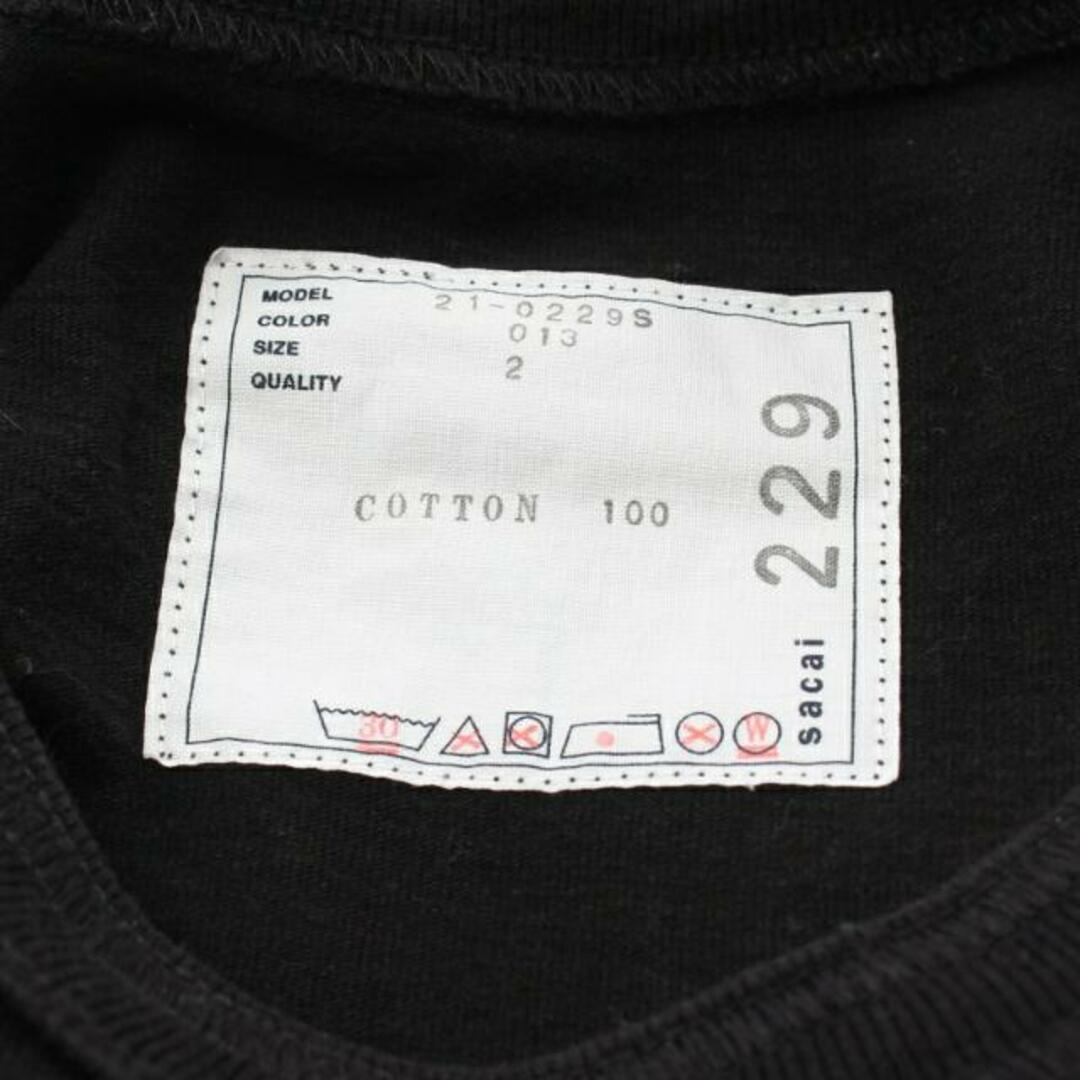 MODEL 21-0229S
COLOR 013
SIZE 2
QUALITY
COTTON 100
sacai 229
30
W